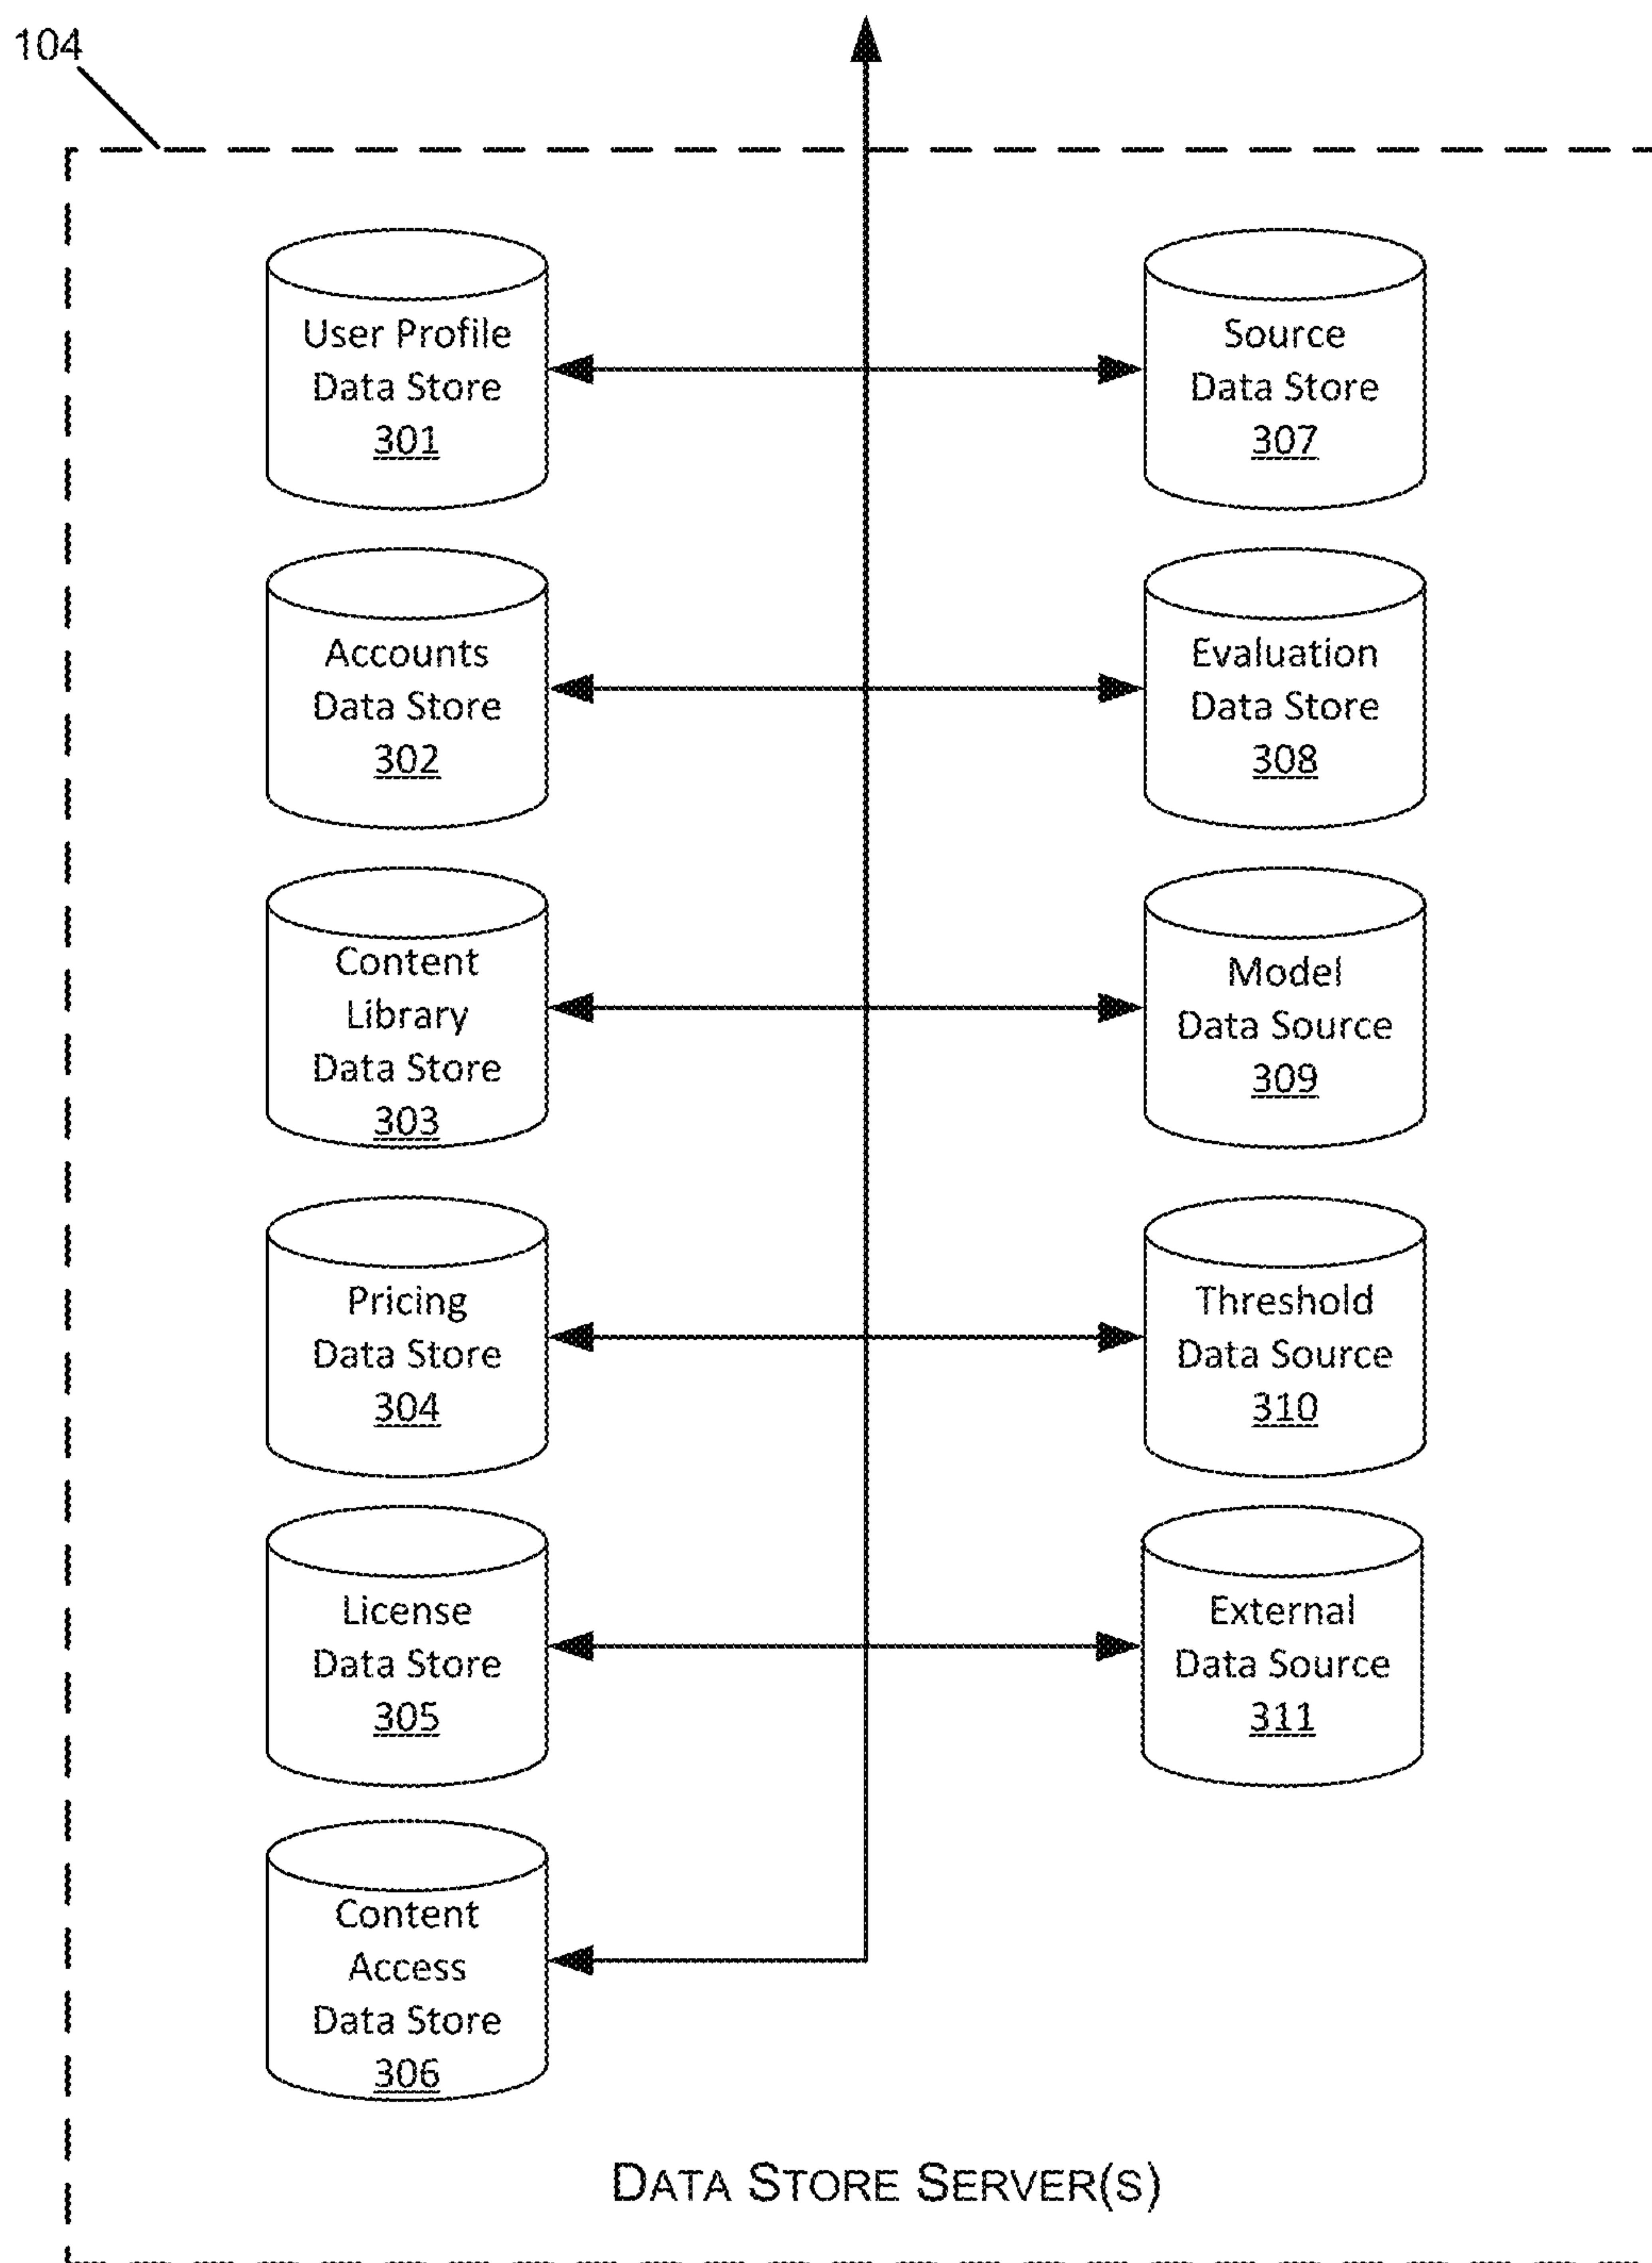 104
User Profile
Data Store
301
Source
Data Store
307
Accounts
Data Store
302
Evaluation
Data Store
308
Content
Library
Data Store
303
Model
Data Source
309
Pricing
Data Store
304
Threshold
Data Source
310
License
Data Store
305
External
Data Source
311
Content
Access
Data Store
306
DATA STORE SERVER(S)